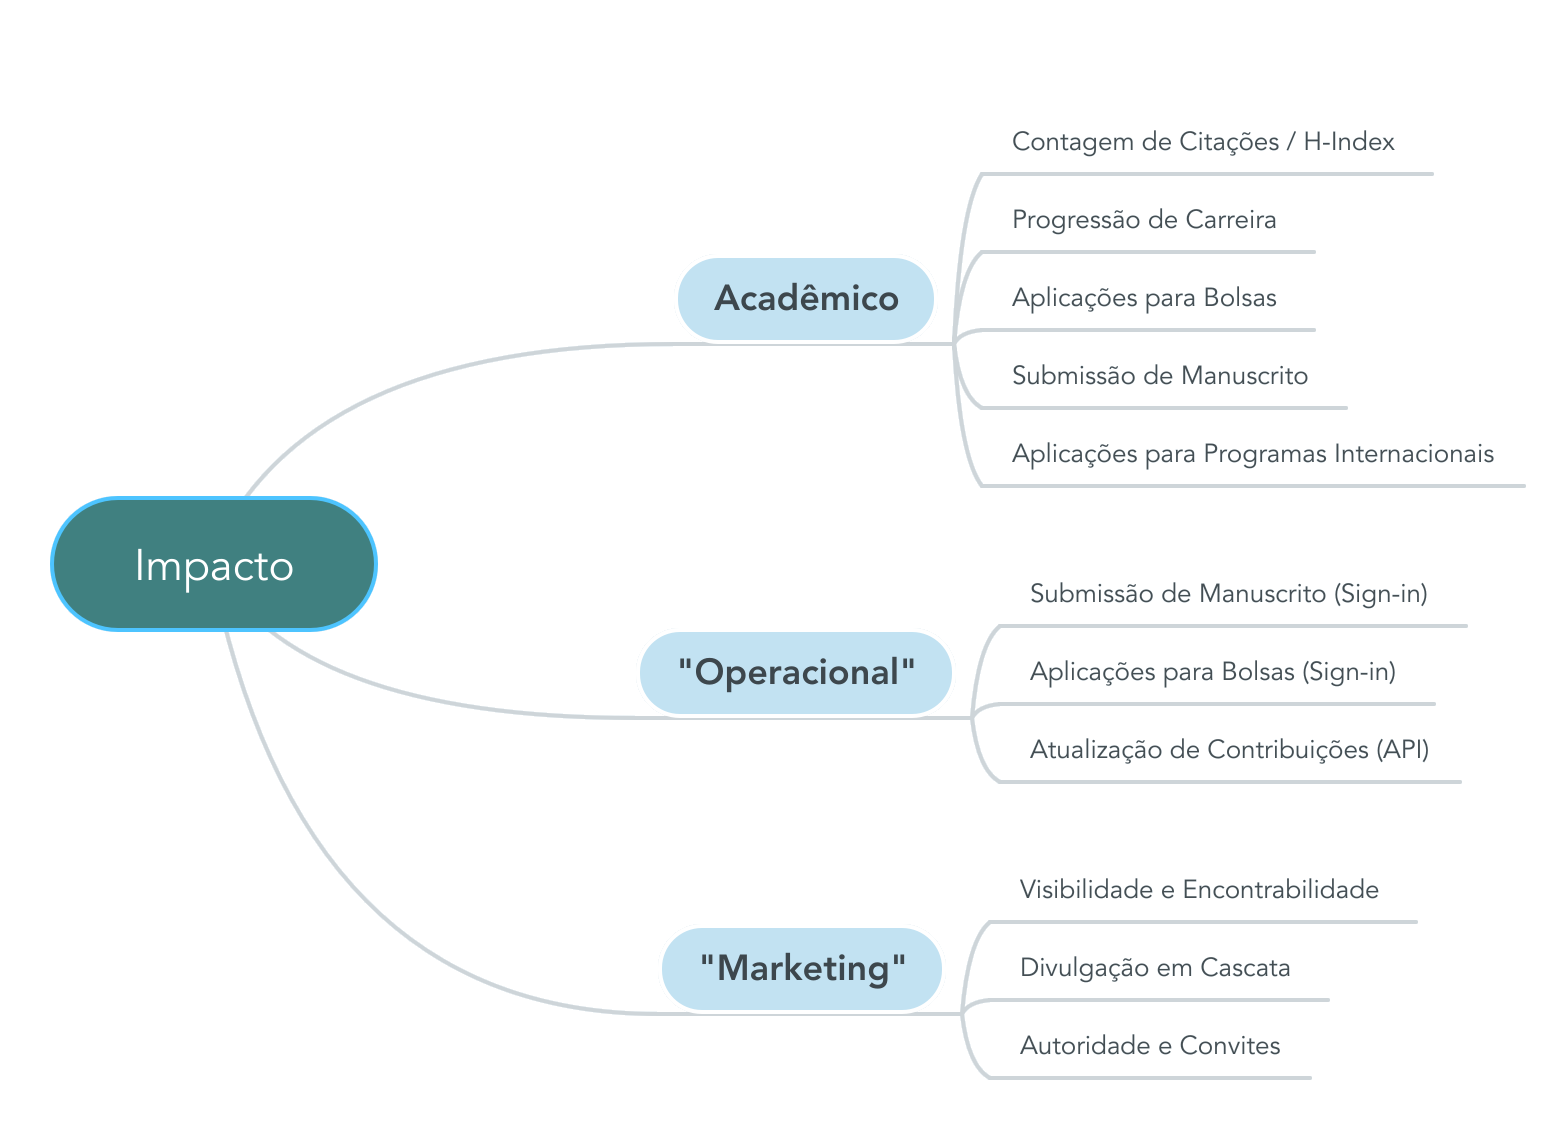 Impacto
Acadêmico
Contagem de Citações / H-Index
Progressão de Carreira
Aplicações para Bolsas
Submissão de Manuscrito
Aplicações para Programas Internacionais
"Operacional"
Submissão de Manuscrito (Sign-in)
Aplicações para Bolsas (Sign-in)
Atualização de Contribuições (API)
"Marketing"
Visibilidade e Encontrabilidade
Divulgação em Cascata
Autoridade e Convites